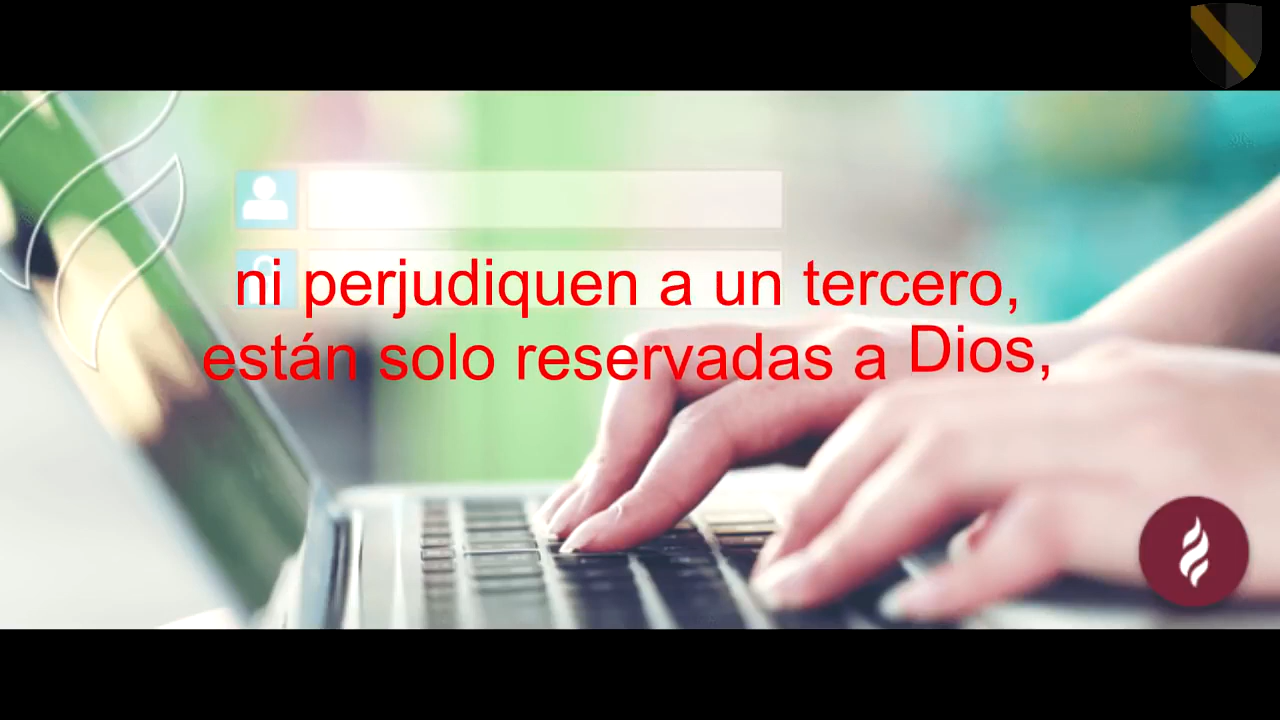 ni perjudiquen a un tercero,
están solo reservadas a Dios,